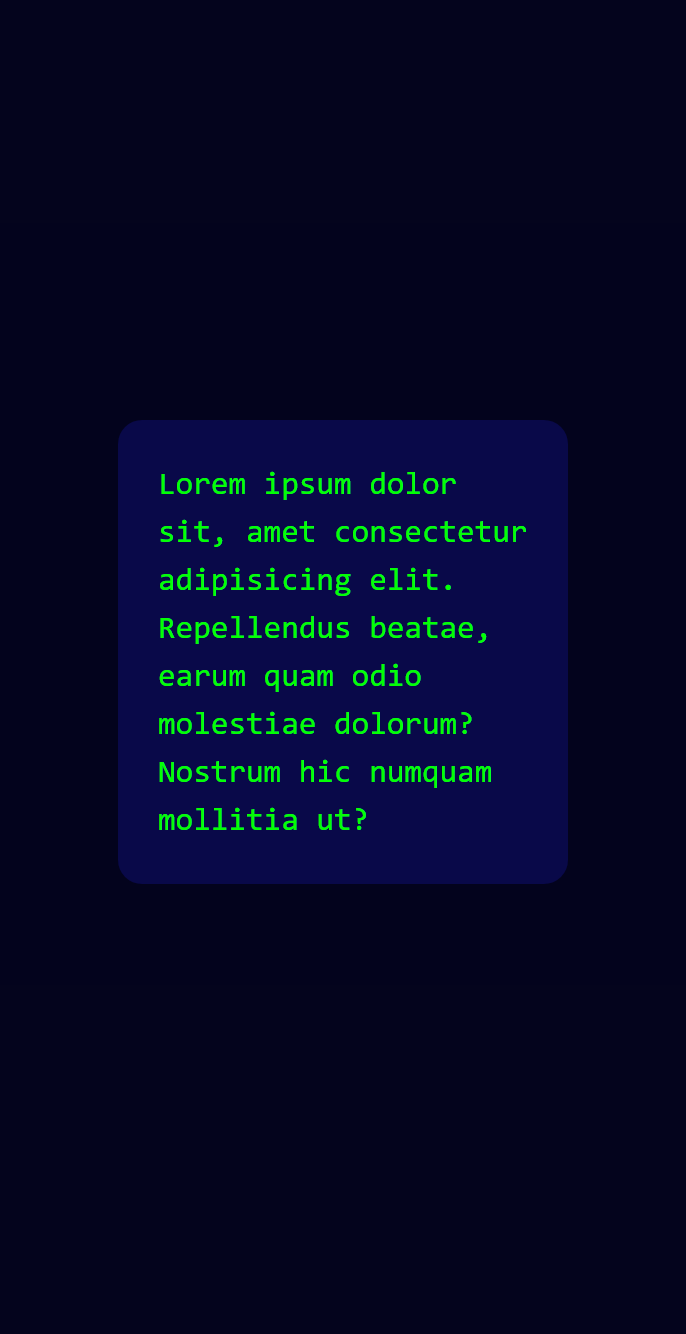 Lorem ipsum dolor
sit, amet consectetur
adipisicing elit.
Repellendus beatae,
earum quam odio
molestiae dolorum?
Nostrum hic numquam
mollitia ut?